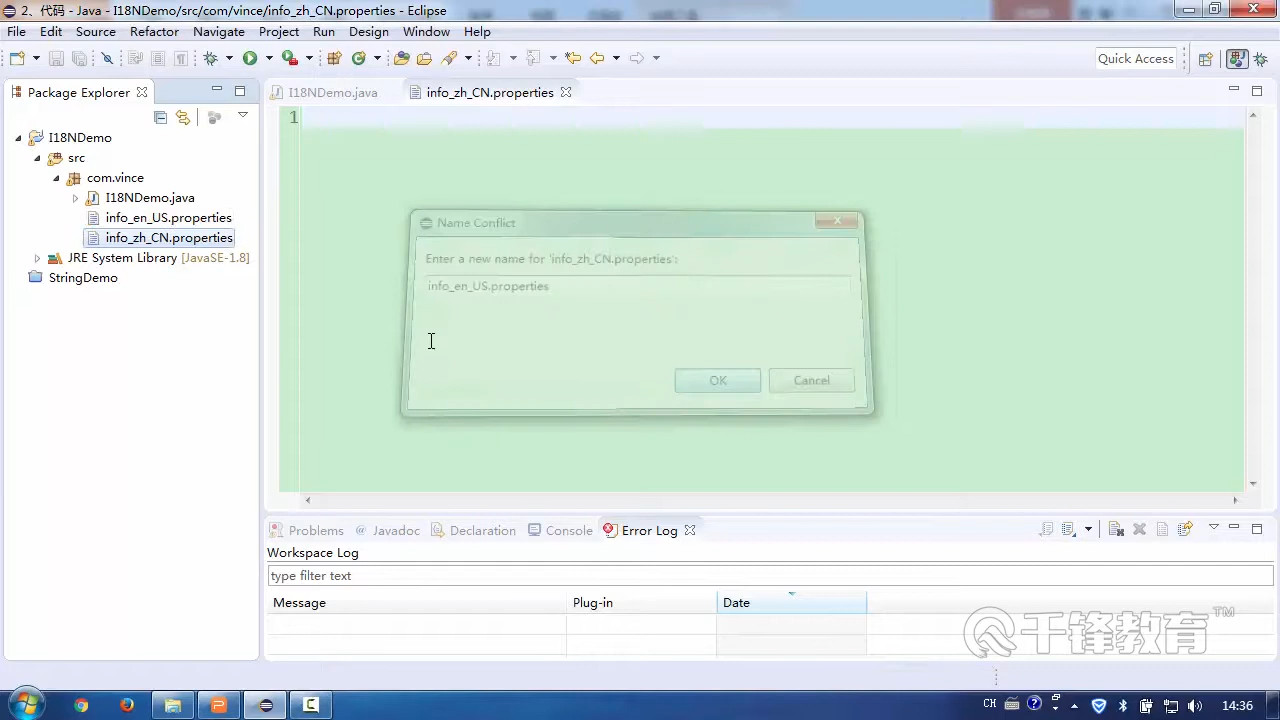 2、代码 - Java - I18NDemo/src/com/vince/info_zh_CN.properties - Eclipse
File Edit Source Refactor Navigate Project Run Design Window Help
Quick Access
Package Explorer
I18NDemo.java
info_zh_CN.properties
I18NDemo
src
com.vince
I18NDemo.java
info_en_US.properties
info_zh_CN.properties
JRE System Library [JavaSE-1.8]
StringDemo
1
Name Conflict
Enter a new name for 'info_zh_CN.properties':
info_en_US.properties
OK
Cancel
Problems @ Javadoc Declaration Console Error Log
Workspace Log
type filter text
Message Plug-in Date
千锋教育™
CH
14:36